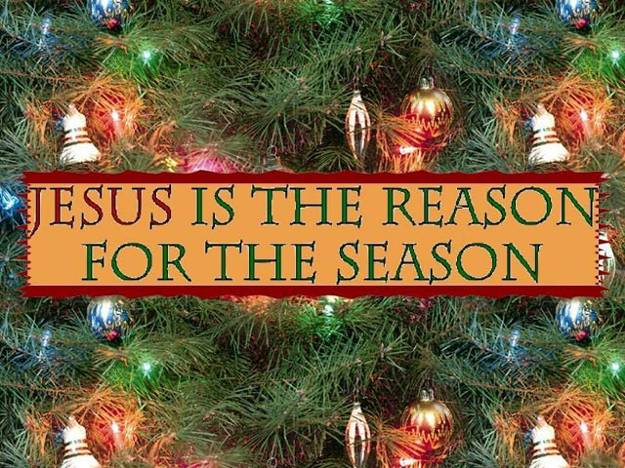 JESUS IS THE REASON
FOR THE SEASON